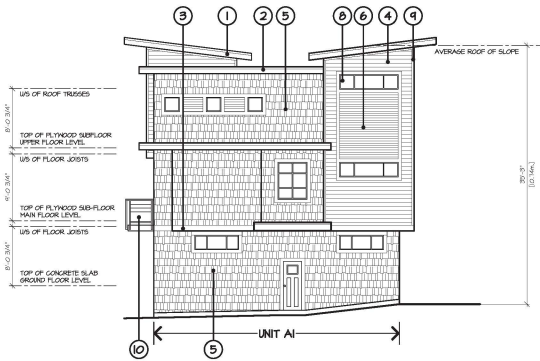 3
1
2
5
8
6
4
9
AVERAGE ROOF OF SLOPE
U/S OF ROOF TRUSSES
8'-0 3/4"
TOP OF PLYWOOD SUBFLOOR
UPPER FLOOR LEVEL
U/S OF FLOOR JOISTS
9'-0 3/4"
35'-3"
[10.74m]
TOP OF PLYWOOD SUB-FLOOR
MAIN FLOOR LEVEL
U/S OF FLOOR JOISTS
8'-0 3/4"
TOP OF CONCRETE SLAB
GROUND FLOOR LEVEL
UNIT A1
10
5